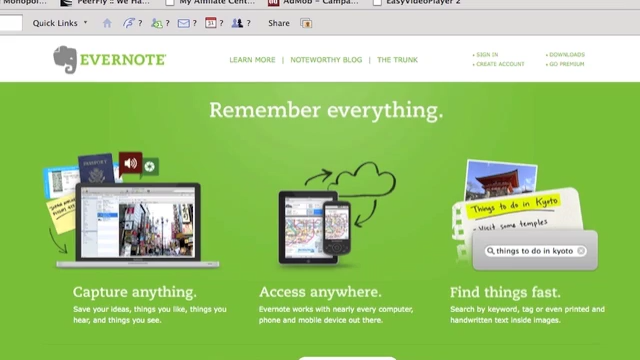 PeerFly :: We Ha...
My Affiliate Cent...
AdMob – Campa...
EasyVideoPlayer 2
Quick Links
?
?
?
?
?
Share
EVERNOTE
LEARN MORE | NOTEWORTHY BLOG | THE TRUNK
SIGN IN
DOWNLOADS
CREATE ACCOUNT
GO PREMIUM
Remember everything.
PASSPORT
Things to do in Kyoto
- Visit some temples
things to do in kyoto
Capture anything.
Access anywhere.
Find things fast.
Save your ideas, things you like, things you
hear, and things you see.
Evernote works with nearly every computer,
phone and mobile device out there.
Search by keyword, tag or even printed and
handwritten text inside images.